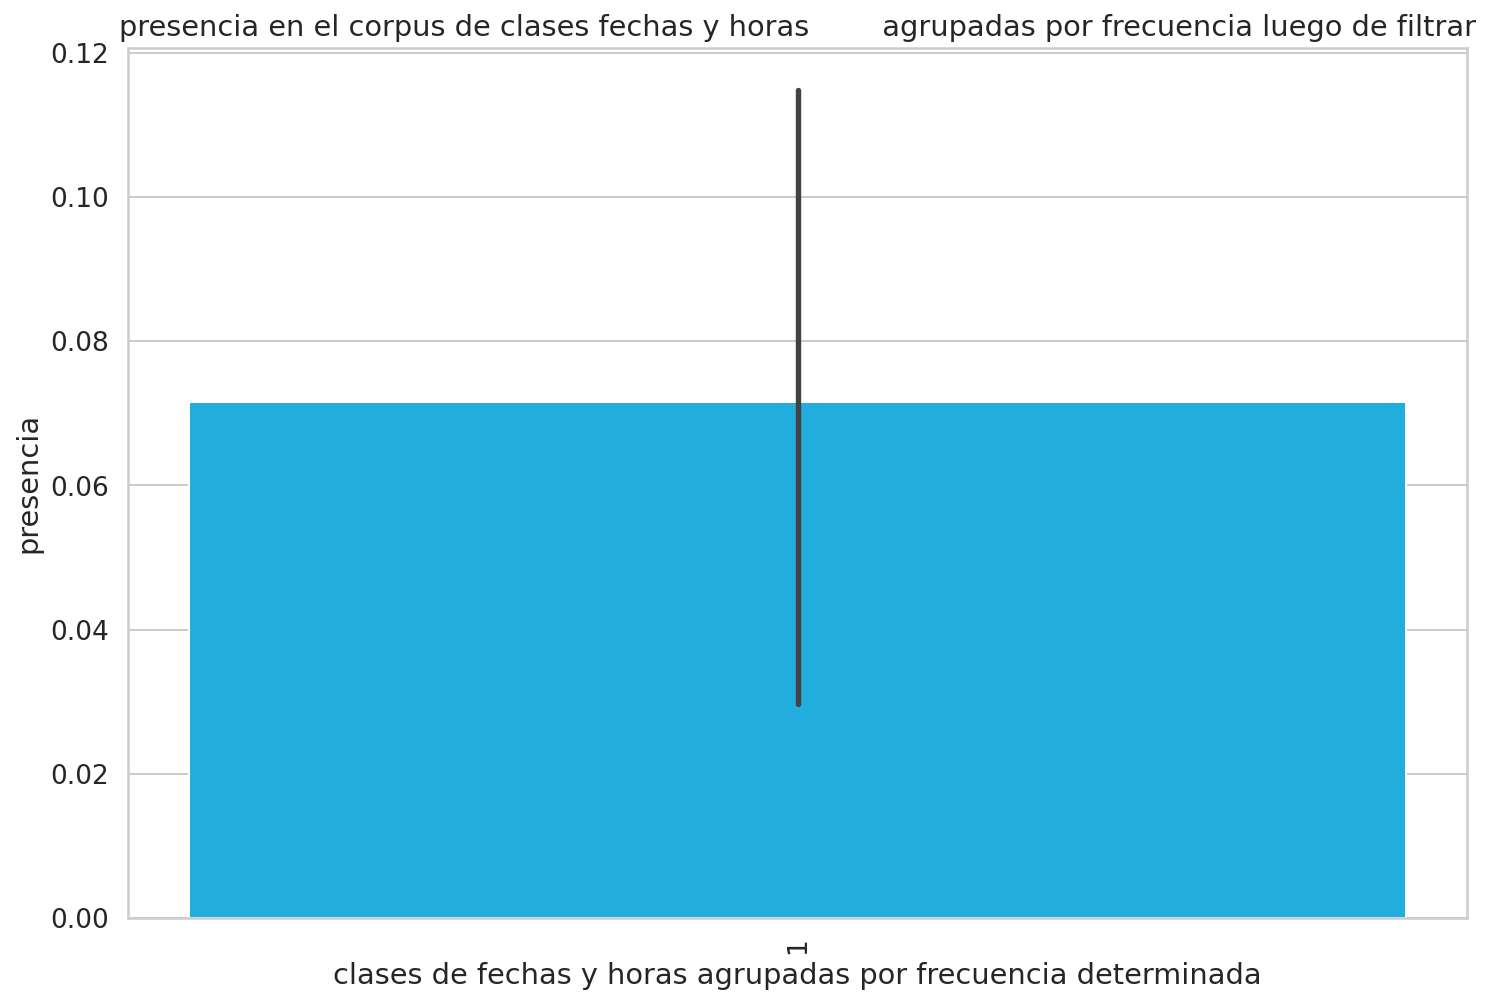 presencia en el corpus de clases fechas y horas        agrupadas por frecuencia luego de filtrar
0.12
0.10
0.08
0.06
0.04
0.02
0.00
presencia
1
clases de fechas y horas agrupadas por frecuencia determinada